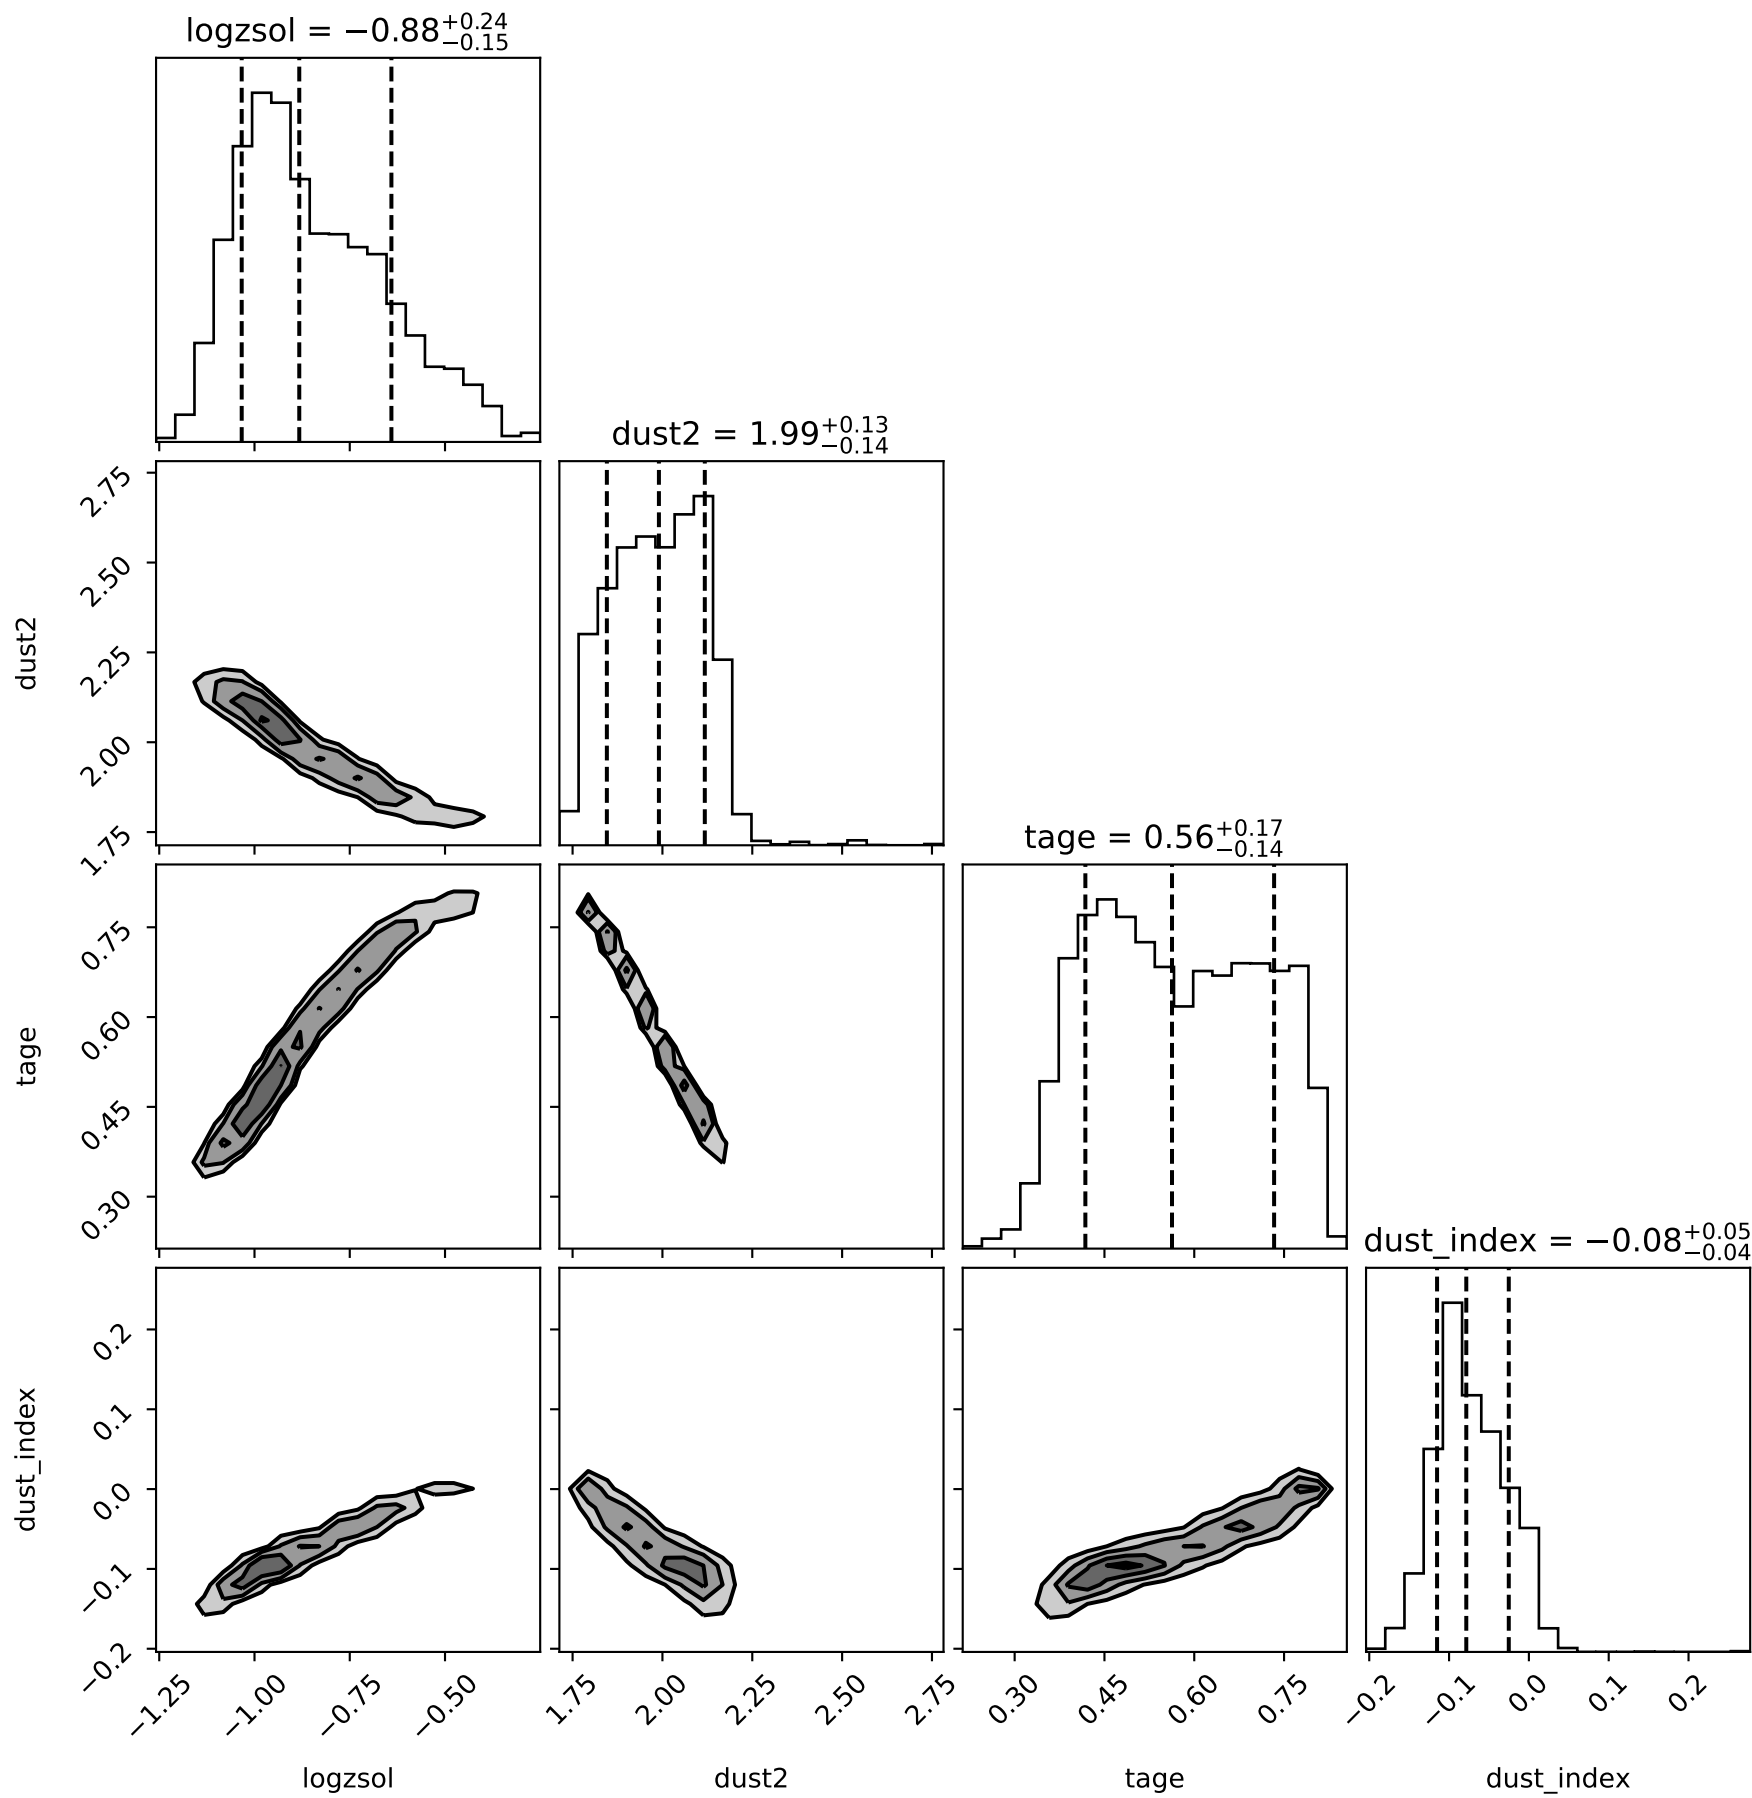 logzsol = −0.88+0.24−0.15
dust2 = 1.99+0.13−0.14
2.75
2.50
2.25
2.00
1.75
dust2
tage = 0.56+0.17−0.14
0.75
0.60
0.45
0.30
tage
dust_index = −0.08+0.05−0.04
0.2
0.1
0.0
−0.1
−0.2
dust_index
−1.25 −1.00 −0.75 −0.50
1.75 2.00 2.25 2.50 2.75
0.30 0.45 0.60 0.75
−0.2 −0.1 0.0 0.1 0.2
logzsol
dust2
tage
dust_index